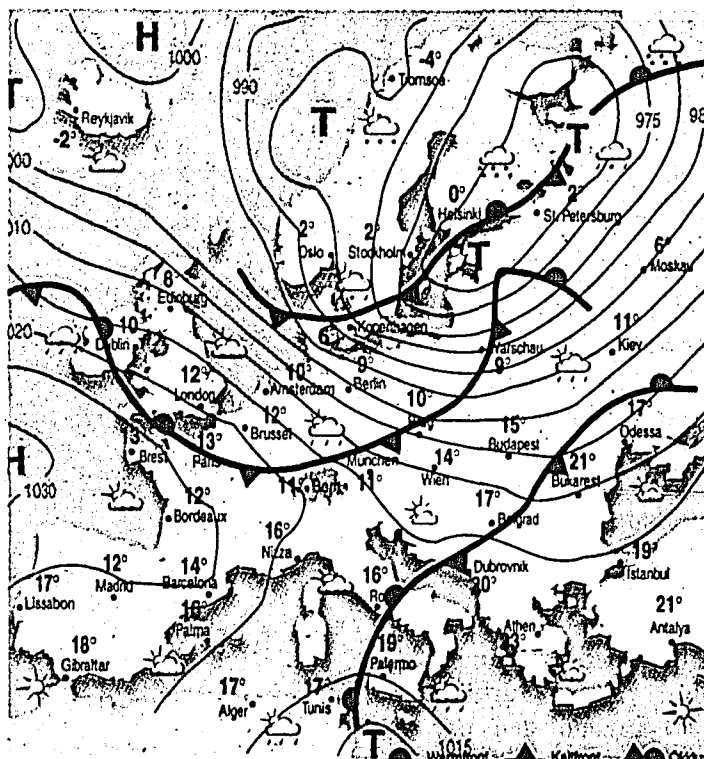 H
1000
-4°
Tromsoe
990
T
T
Reykjavik
-2°
T
975
0°
Helsinki
2°
St. Petersburg
2°
Oslo
2°
Stockholm
T
6°
Moskau
8°
Edinburg
Kopenhagen
6°
11°
Kiev
10°
Dublin
Warschau
9°
1020
12°
London
10°
Amsterdam
9°
Berlin
10°
12°
Brüssel
15°
Budapest
17°
Odessa
13°
Brest
13°
Paris
München
14°
Wien
21°
Bukarest
H
1030
11°
Bern
11°
12°
Bordeaux
17°
Belgrad
16°
Nizza
Dubrovnik
20°
19°
Istanbul
17°
Lissabon
12°
Madrid
14°
Barcelona
16°
21°
Antalya
Athen
23°
16°
Palma
19°
Palermo
18°
Gibraltar
17°
Alger
17°
Tunis
T
1015
Warmfront
Kaltfront